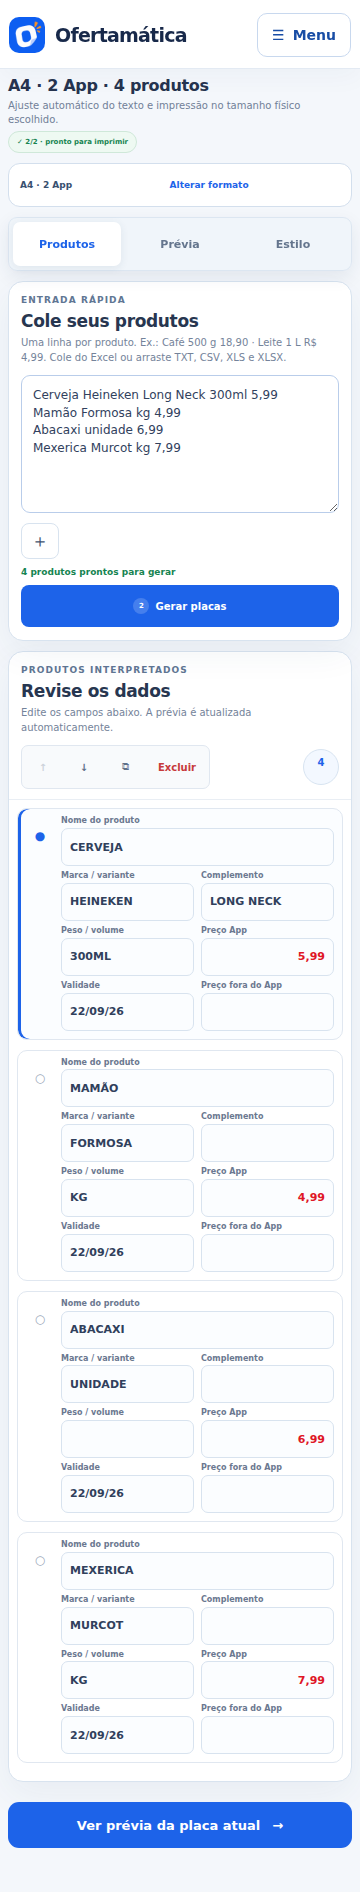 Ofertamática
☰ Menu
A4 · 2 App · 4 produtos
Ajuste automático do texto e impressão no tamanho físico
escolhido.
✓ 2/2 · pronto para imprimir
A4 · 2 App
Alterar formato
Produtos
Prévia
Estilo
ENTRADA RÁPIDA
Cole seus produtos
Uma linha por produto. Ex.: Café 500 g 18,90 · Leite 1 L R$
4,99. Cole do Excel ou arraste TXT, CSV, XLS e XLSX.
Cerveja Heineken Long Neck 300ml 5,99
Mamão Formosa kg 4,99
Abacaxi unidade 6,99
Mexerica Murcot kg 7,99
+
4 produtos prontos para gerar
2 Gerar placas
PRODUTOS INTERPRETADOS
Revise os dados
Edite os campos abaixo. A prévia é atualizada
automaticamente.
↑ ↓ ⧉ Excluir
4
Nome do produto
CERVEJA
Marca / variante Complemento
HEINEKEN LONG NECK
Peso / volume Preço App
300ML 5,99
Validade Preço fora do App
22/09/26
Nome do produto
MAMÃO
Marca / variante Complemento
FORMOSA
Peso / volume Preço App
KG 4,99
Validade Preço fora do App
22/09/26
Nome do produto
ABACAXI
Marca / variante Complemento
UNIDADE
Peso / volume Preço App
6,99
Validade Preço fora do App
22/09/26
Nome do produto
MEXERICA
Marca / variante Complemento
MURCOT
Peso / volume Preço App
KG 7,99
Validade Preço fora do App
22/09/26
Ver prévia da placa atual →